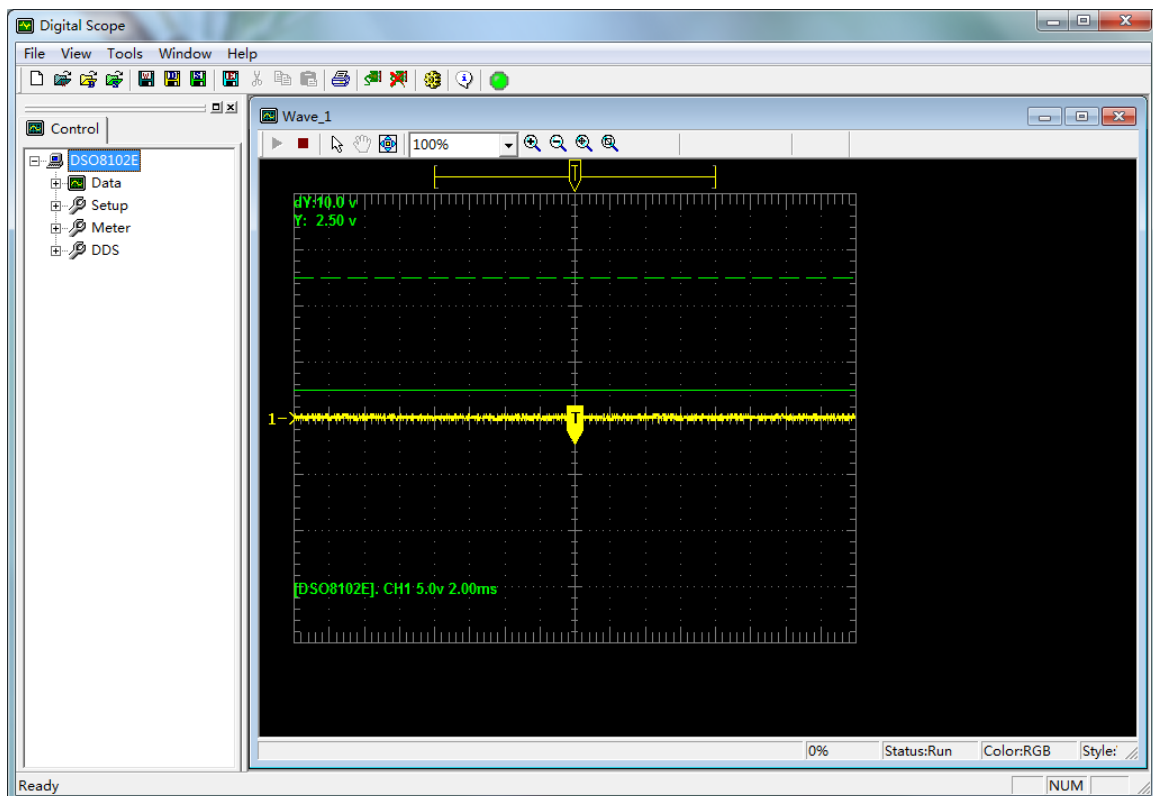 Digital Scope
File View Tools Window Help
Control
DSO8102E
Data
Setup
Meter
DDS
Wave_1
100%
T
dY:10.0 v
Y: 2.50 v
1-
T
[DSO8102E]. CH1 5.0v 2.00ms
0% Status:Run Color:RGB Style:
Ready NUM